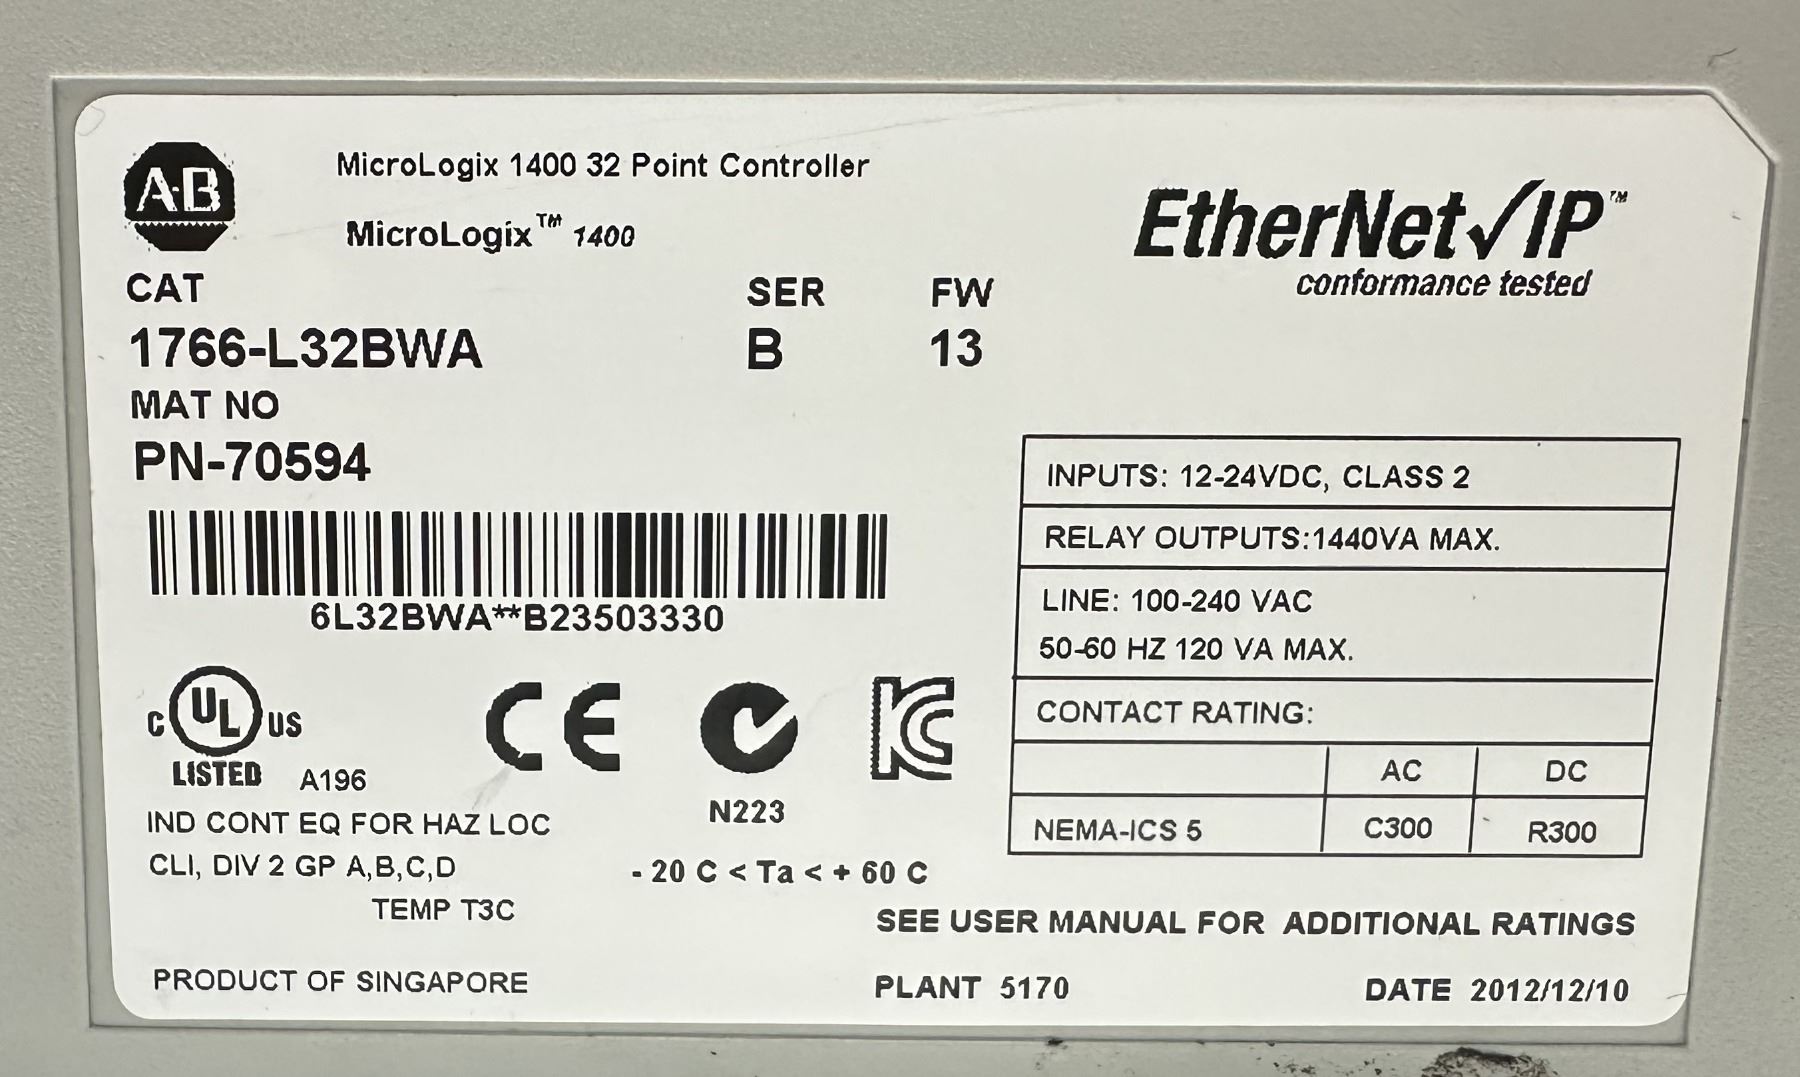 A-B
MicroLogix 1400 32 Point Controller
MicroLogix™ 1400
EtherNet/IP™
conformance tested
CAT SER FW
1766-L32BWA B 13
MAT NO
PN-70594
6L32BWA**B23503330
INPUTS: 12-24VDC, CLASS 2
RELAY OUTPUTS:1440VA MAX.
LINE: 100-240 VAC
50-60 HZ 120 VA MAX.
CONTACT RATING:
AC DC
NEMA-ICS 5 C300 R300
C UL US
LISTED A196
CE
KC
N223
IND CONT EQ FOR HAZ LOC
CLI, DIV 2 GP A,B,C,D
TEMP T3C
- 20 C < Ta < + 60 C
SEE USER MANUAL FOR ADDITIONAL RATINGS
PRODUCT OF SINGAPORE PLANT 5170 DATE 2012/12/10